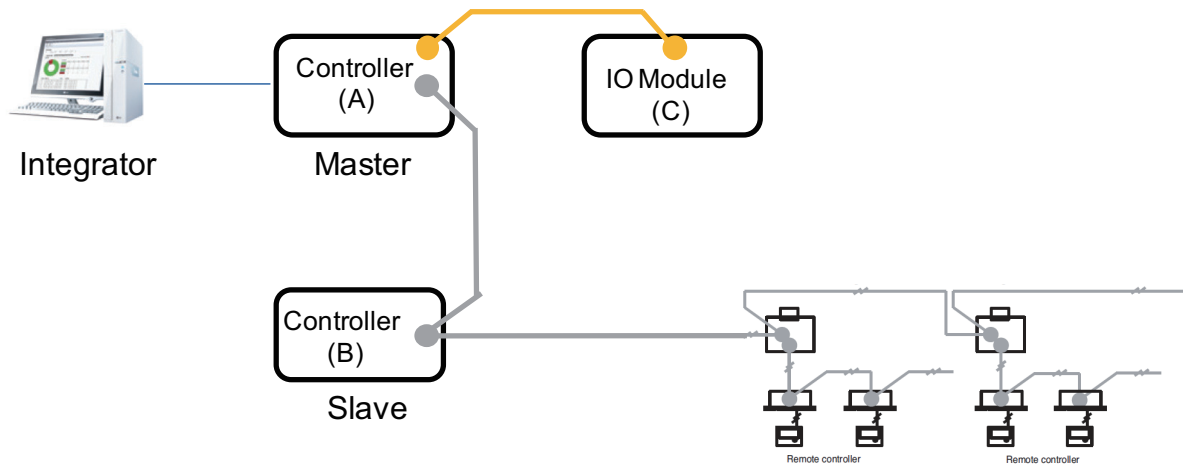 Controller
(A)
IO Module
(C)
Integrator
Master
Controller
(B)
Slave
Remote controller
Remote controller